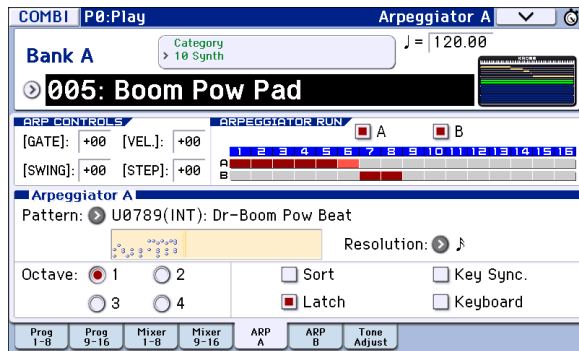 COMBI P0:Play Arpeggiator A
Bank A
Category
10 Synth
♩= 120.00
KROME
005: Boom Pow Pad
ARP CONTROLS
ARPEGGIATOR RUN
A B
[GATE]: +00 [VEL.]: +00
[SWING]: +00 [STEP]: +00
1 2 3 4 5 6 7 8 9 10 11 12 13 14 15 16
A
B
Arpeggiator A
Pattern: U0789(INT): Dr-Boom Pow Beat
Resolution: ♪
Octave: 1 2
3 4
Sort Key Sync.
Latch Keyboard
Prog 1-8 Prog 9-16 Mixer 1-8 Mixer 9-16 ARP A ARP B Tone Adjust